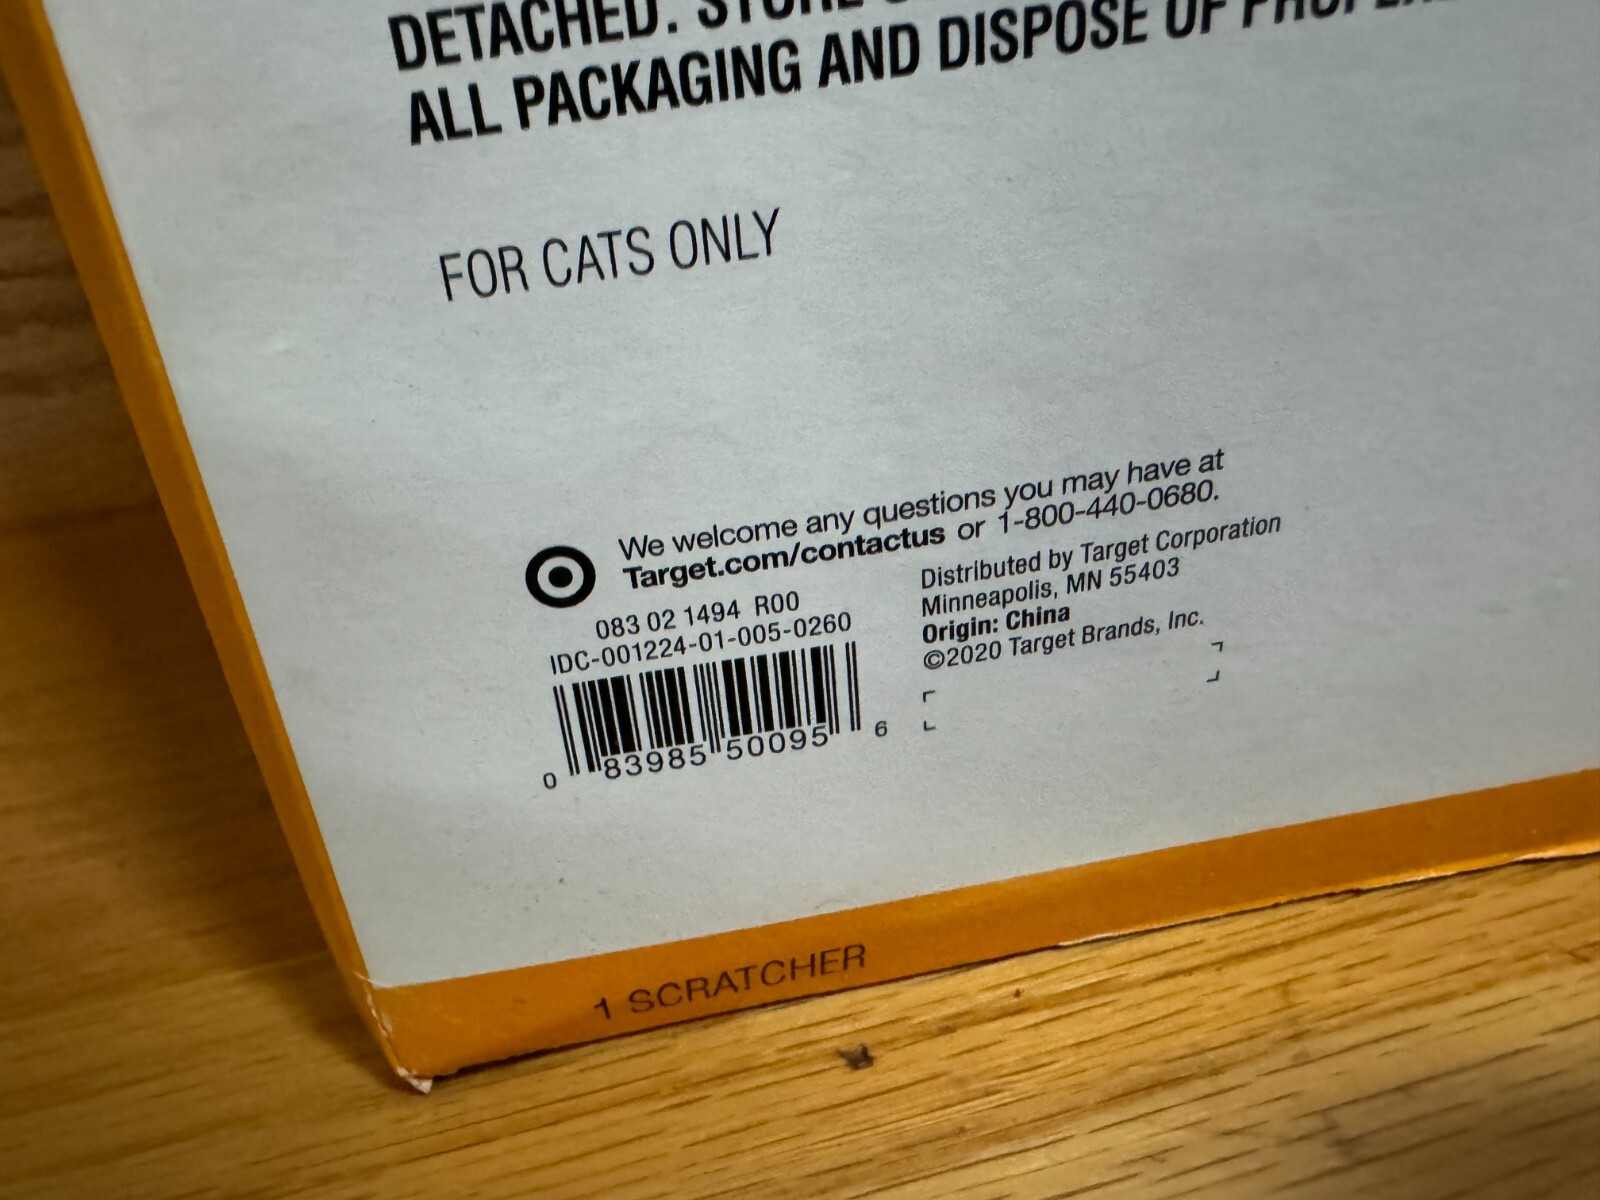 DETACHED. STORE
ALL PACKAGING AND DISPOSE OF
FOR CATS ONLY
We welcome any questions you may have at
Target.com/contactus or 1-800-440-0680.
083 02 1494 R00
IDC-001224-01-005-0260
0 83985 50095 6
Distributed by Target Corporation
Minneapolis, MN 55403
Origin: China
©2020 Target Brands, Inc.
1 SCRATCHER